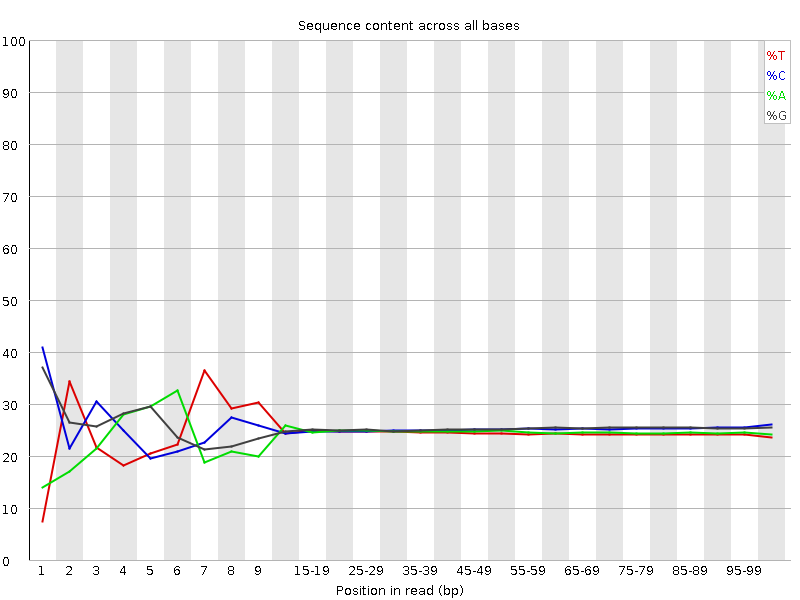 Sequence content across all bases
100
90
80
70
60
50
40
30
20
10
0
%T
%C
%A
%G
1 2 3 4 5 6 7 8 9 15-19 25-29 35-39 45-49 55-59 65-69 75-79 85-89 95-99
Position in read (bp)